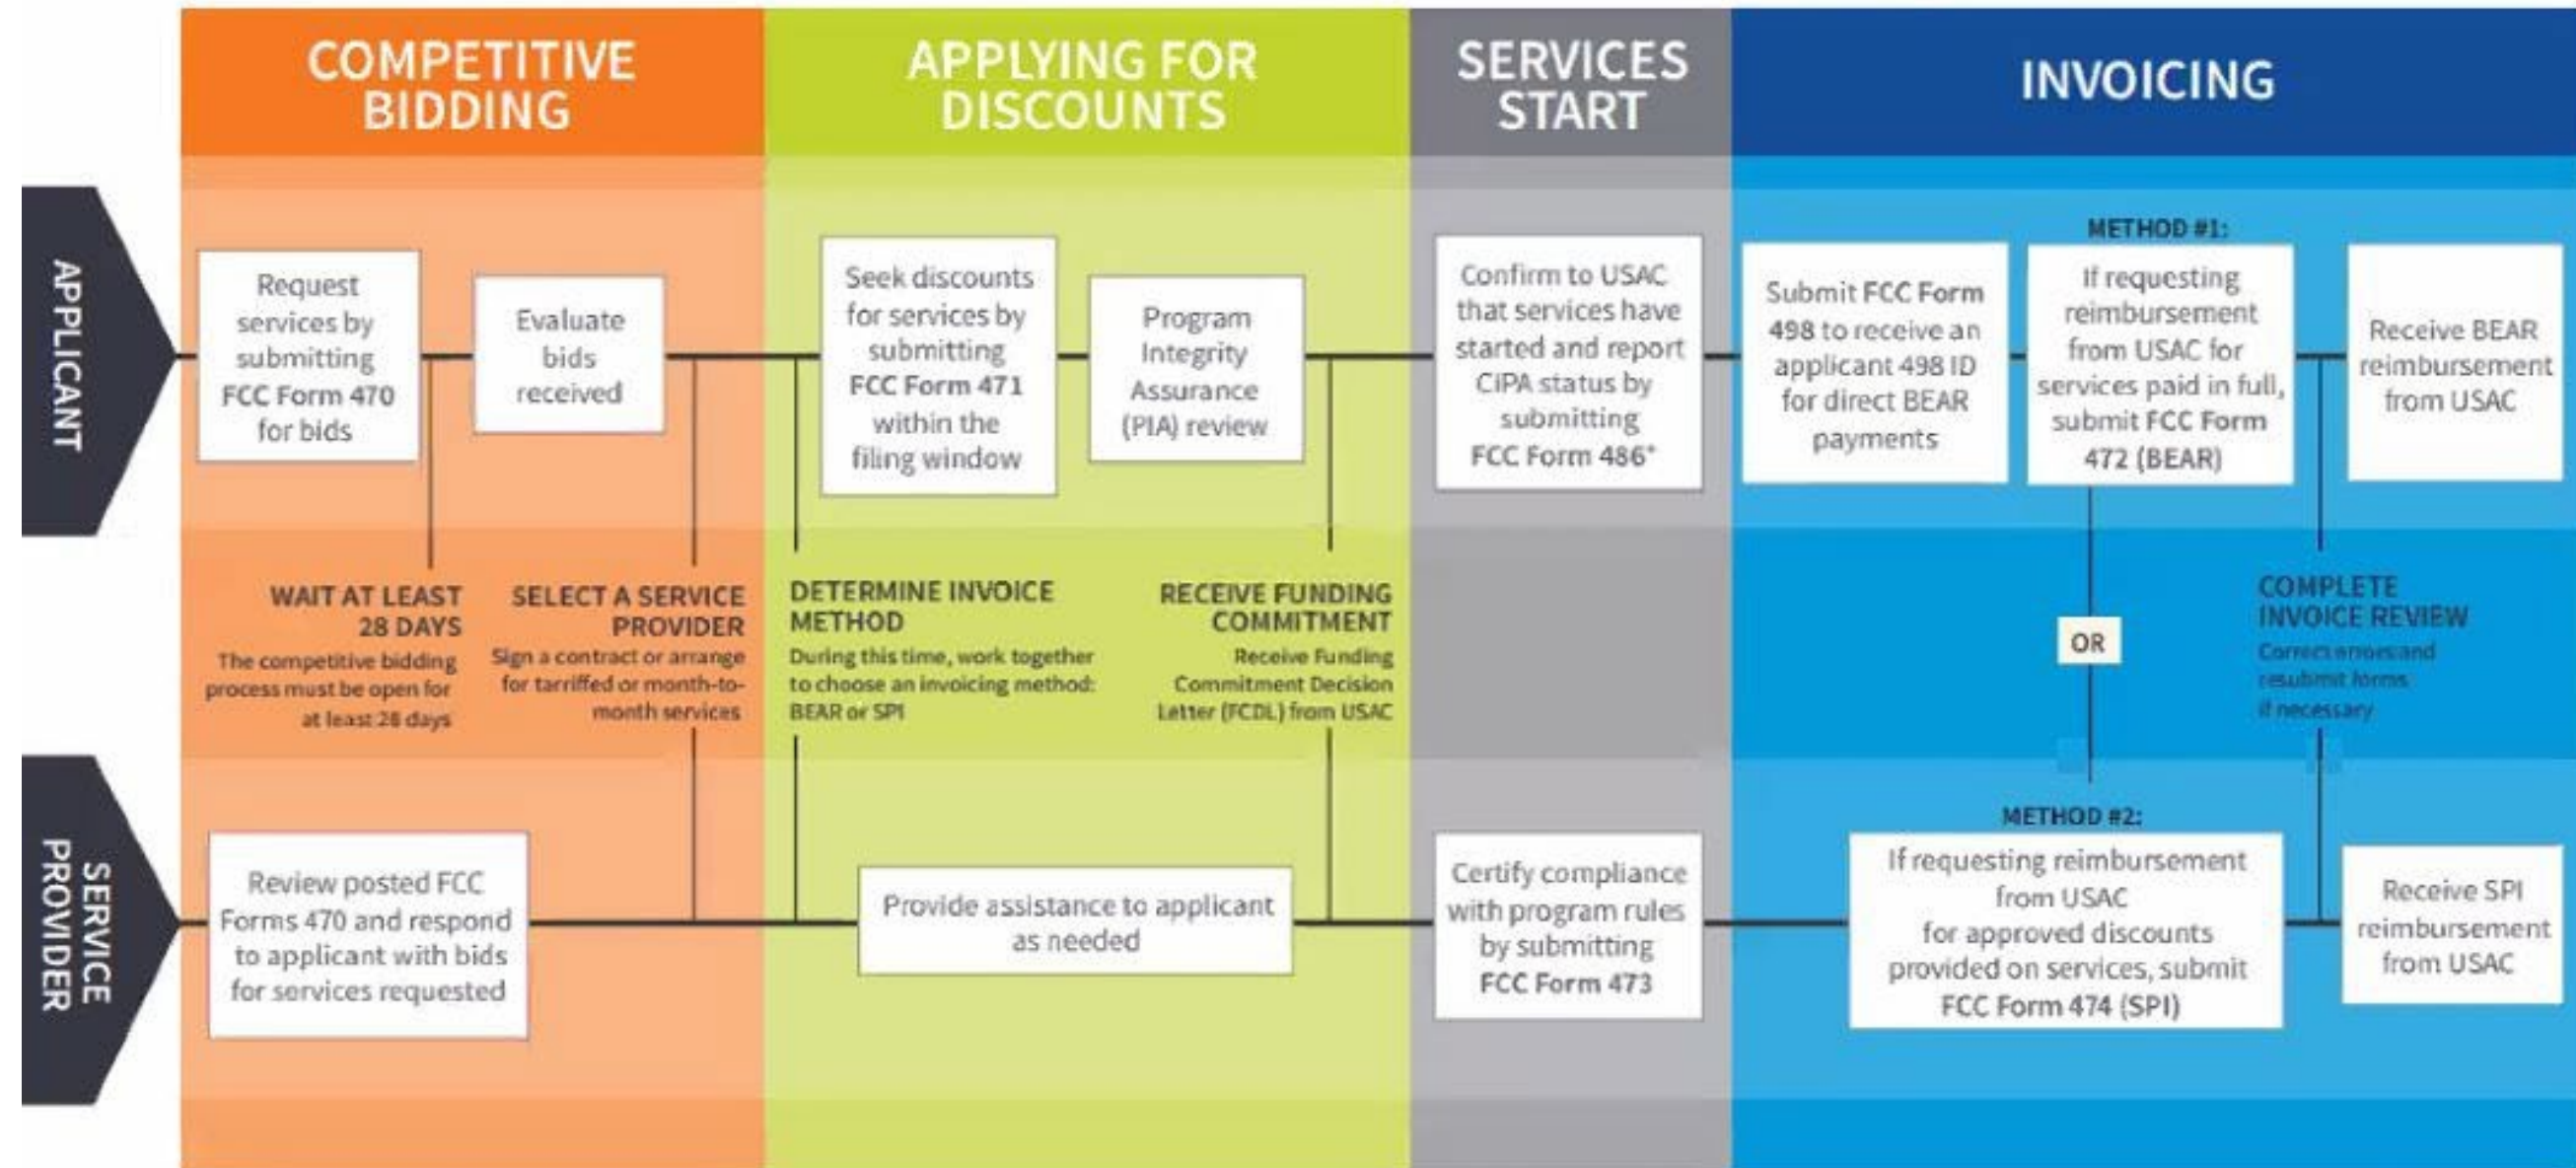 COMPETITIVE
BIDDING
APPLYING FOR
DISCOUNTS
SERVICES
START
INVOICING
APPLICANT
Request
services by
submitting
FCC Form 470
for bids
Evaluate
bids
received
Seek discounts
for services by
submitting
FCC Form 471
within the
filing window
Program
Integrity
Assurance
(PIA) review
Confirm to USAC
that services have
started and report
CIPA status by
submitting
FCC Form 486*
Submit FCC Form
498 to receive an
applicant 498 ID
for direct BEAR
payments
METHOD #1:
If requesting
reimbursement
from USAC for
services paid in full,
submit FCC Form
472 (BEAR)
Receive BEAR
reimbursement
from USAC
WAIT AT LEAST
28 DAYS
The competitive bidding
process must be open for
at least 28 days
SELECT A SERVICE
PROVIDER
Sign a contract or arrange
for tarriffed or month-to-
month services
DETERMINE INVOICE
METHOD
During this time, work together
to choose an invoicing method:
BEAR or SPI
RECEIVE FUNDING
COMMITMENT
Receive Funding
Commitment Decision
Letter (FCDL) from USAC
OR
COMPLETE
INVOICE REVIEW
Correct errors and
resubmit forms
if necessary
SERVICE
PROVIDER
Review posted FCC
Forms 470 and respond
to applicant with bids
for services requested
Provide assistance to applicant
as needed
Certify compliance
with program rules
by submitting
FCC Form 473
METHOD #2:
If requesting reimbursement
from USAC
for approved discounts
provided on services, submit
FCC Form 474 (SPI)
Receive SPI
reimbursement
from USAC